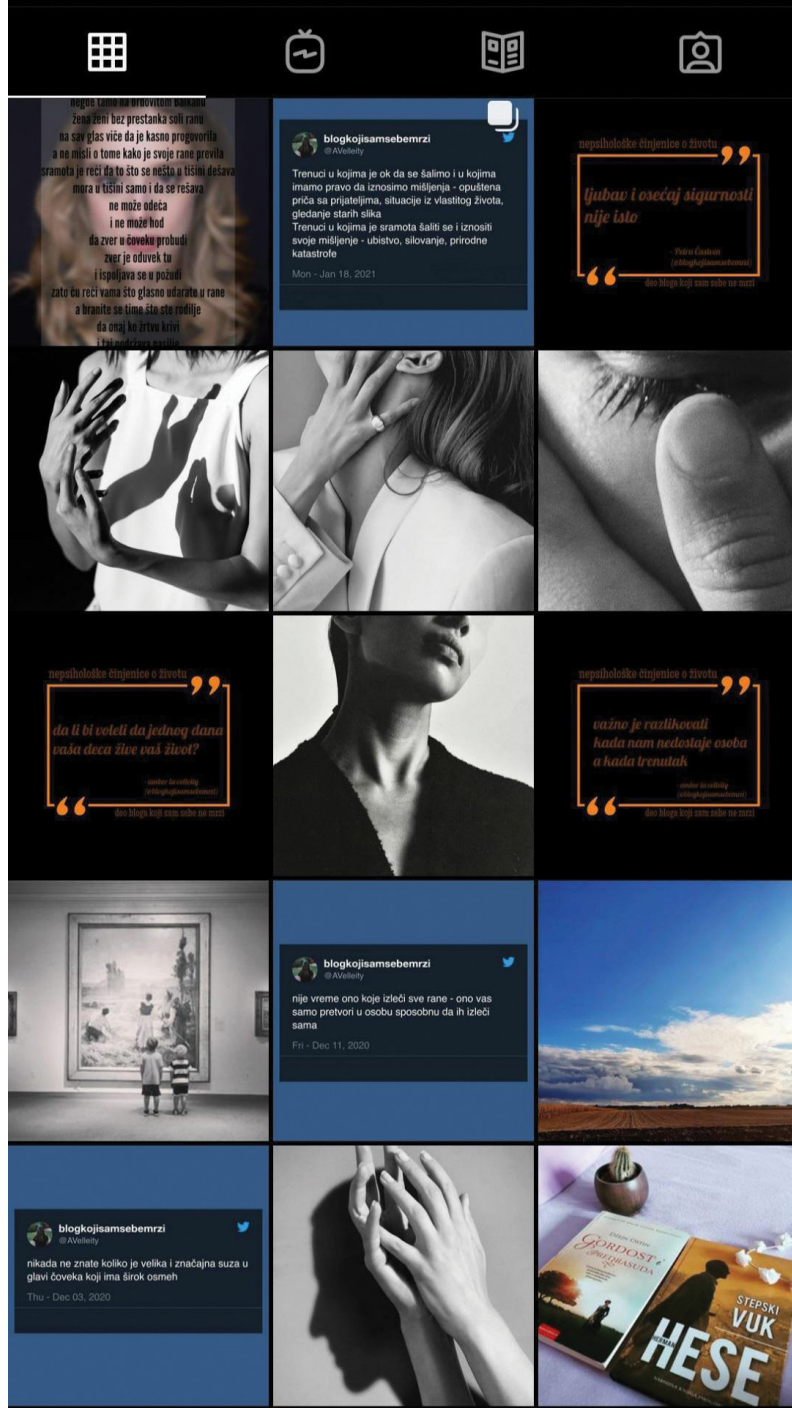 negde tamo na brdovitom Balkanu
žena ženi bez prestanka soli ranu
na sav glas viče da je kasno progovorila
a ne misli o tome kako je svoje rane previla
sramota je reći da to što se nešto u tišini dešava
mora u tišini samo i da se rešava
ne može odeća
i ne može hod
da zver u čoveku probudi
zver je oduvek tu
i ispoljava se u požudi
zato ću reći vama što glasno udarate u rane
a branite se time što ste rodilje
da onaj ko žrtvu krivi
i taj podržava nasilje
blogkojisamsebemrzi
@AVelleity
Trenuci u kojima je ok da se šalimo i u kojima
imamo pravo da iznosimo mišljenja - opuštena
priča sa prijateljima, situacije iz vlastitog života,
gledanje starih slika
Trenuci u kojima je sramota šaliti se i iznositi
svoje mišljenje - ubistvo, silovanje, prirodne
katastrofe
Mon - Jan 18, 2021
nepsihološke činjenice o životu
ljubav i osećaj sigurnosti
nije isto
(@blogkojisamsebemrzi)
deo bloga koji sam sebe ne mrzi
nepsihološke činjenice o životu
da li bi voleli da jednog dana
vaša deca žive vaš život?
(@blogkojisamsebemrzi)
deo bloga koji sam sebe ne mrzi
nepsihološke činjenice o životu
važno je razlikovati
kada nam nedostaje osoba
a kada trenutak
(@blogkojisamsebemrzi)
deo bloga koji sam sebe ne mrzi
blogkojisamsebemrzi
@AVelleity
nije vreme ono koje izleči sve rane - ono vas
samo pretvori u osobu sposobnu da ih izleči
sama
Fri - Dec 11, 2020
blogkojisamsebemrzi
@AVelleity
nikada ne znate koliko je velika i značajna suza u
glavi čoveka koji ima širok osmeh
Thu - Dec 03, 2020
GORDOST i
PREDRASUDA
STEPSKI
VUK
HERMAN
HESE